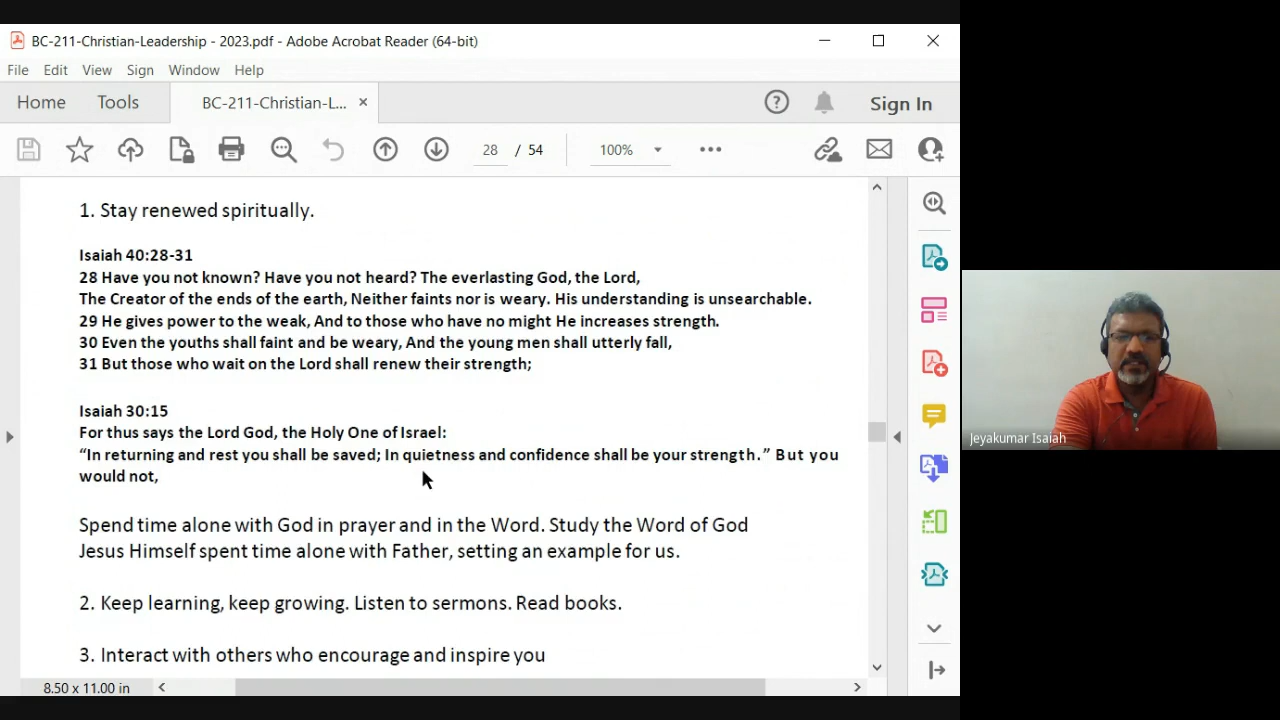 BC-211-Christian-Leadership - 2023.pdf - Adobe Acrobat Reader (64-bit)
File Edit View Sign Window Help
Home Tools BC-211-Christian-L... × Sign In
28 / 54 100%
1. Stay renewed spiritually.
Isaiah 40:28-31
28 Have you not known? Have you not heard? The everlasting God, the Lord,
The Creator of the ends of the earth, Neither faints nor is weary. His understanding is unsearchable.
29 He gives power to the weak, And to those who have no might He increases strength.
30 Even the youths shall faint and be weary, And the young men shall utterly fall,
31 But those who wait on the Lord shall renew their strength;
Isaiah 30:15
For thus says the Lord God, the Holy One of Israel:
“In returning and rest you shall be saved; In quietness and confidence shall be your strength.” But you
would not,
Spend time alone with God in prayer and in the Word. Study the Word of God
Jesus Himself spent time alone with Father, setting an example for us.
2. Keep learning, keep growing. Listen to sermons. Read books.
3. Interact with others who encourage and inspire you
8.50 x 11.00 in
Jeyakumar Isaiah